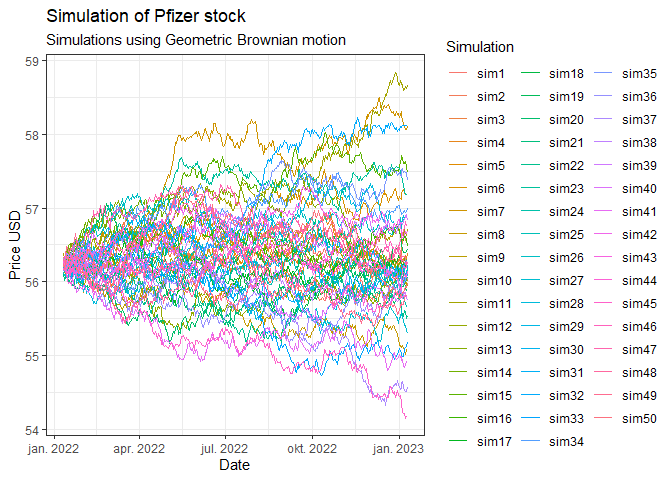 Simulation of Pfizer stock
Simulations using Geometric Brownian motion
59
58
57
56
55
54
Price USD
jan. 2022 apr. 2022 jul. 2022 okt. 2022 jan. 2023
Date
Simulation
sim1 sim18 sim35
sim2 sim19 sim36
sim3 sim20 sim37
sim4 sim21 sim38
sim5 sim22 sim39
sim6 sim23 sim40
sim7 sim24 sim41
sim8 sim25 sim42
sim9 sim26 sim43
sim10 sim27 sim44
sim11 sim28 sim45
sim12 sim29 sim46
sim13 sim30 sim47
sim14 sim31 sim48
sim15 sim32 sim49
sim16 sim33 sim50
sim17 sim34